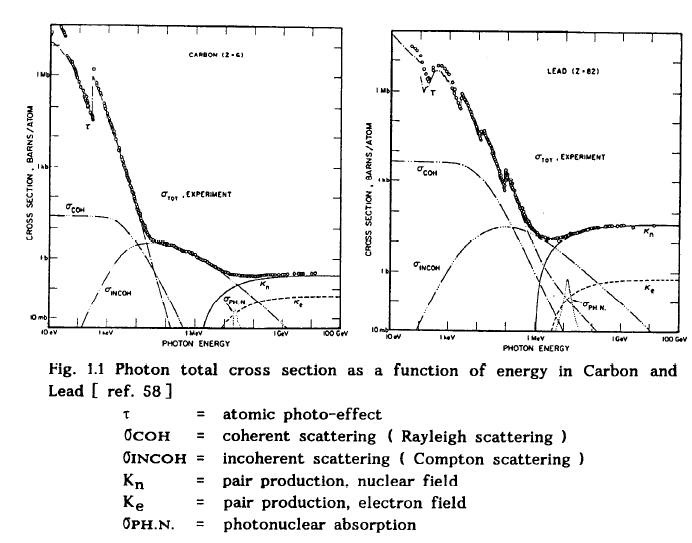 CARBON (Z=6)
1 Mb
τ
1 kb
σTOT, EXPERIMENT
σCOH
σINCOH
1 b
Kn
Ke
σPH.N.
10 mb
CROSS SECTION, BARNS/ATOM
10 eV 1 keV 1 MeV 1 GeV 100 GeV
PHOTON ENERGY
LEAD (Z=82)
1 Mb
τ
σTOT, EXPERIMENT
σCOH
1 kb
Kn
σINCOH
1 b
Ke
σPH.N.
10 mb
CROSS SECTION, BARNS/ATOM
10 eV 1 keV 1 MeV 1 GeV 100 GeV
PHOTON ENERGY
Fig. 1.1 Photon total cross section as a function of energy in Carbon and
Lead [ ref. 58 ]
τ = atomic photo-effect
σCOH = coherent scattering ( Rayleigh scattering )
σINCOH = incoherent scattering ( Compton scattering )
Kn = pair production, nuclear field
Ke = pair production, electron field
σPH.N. = photonuclear absorption